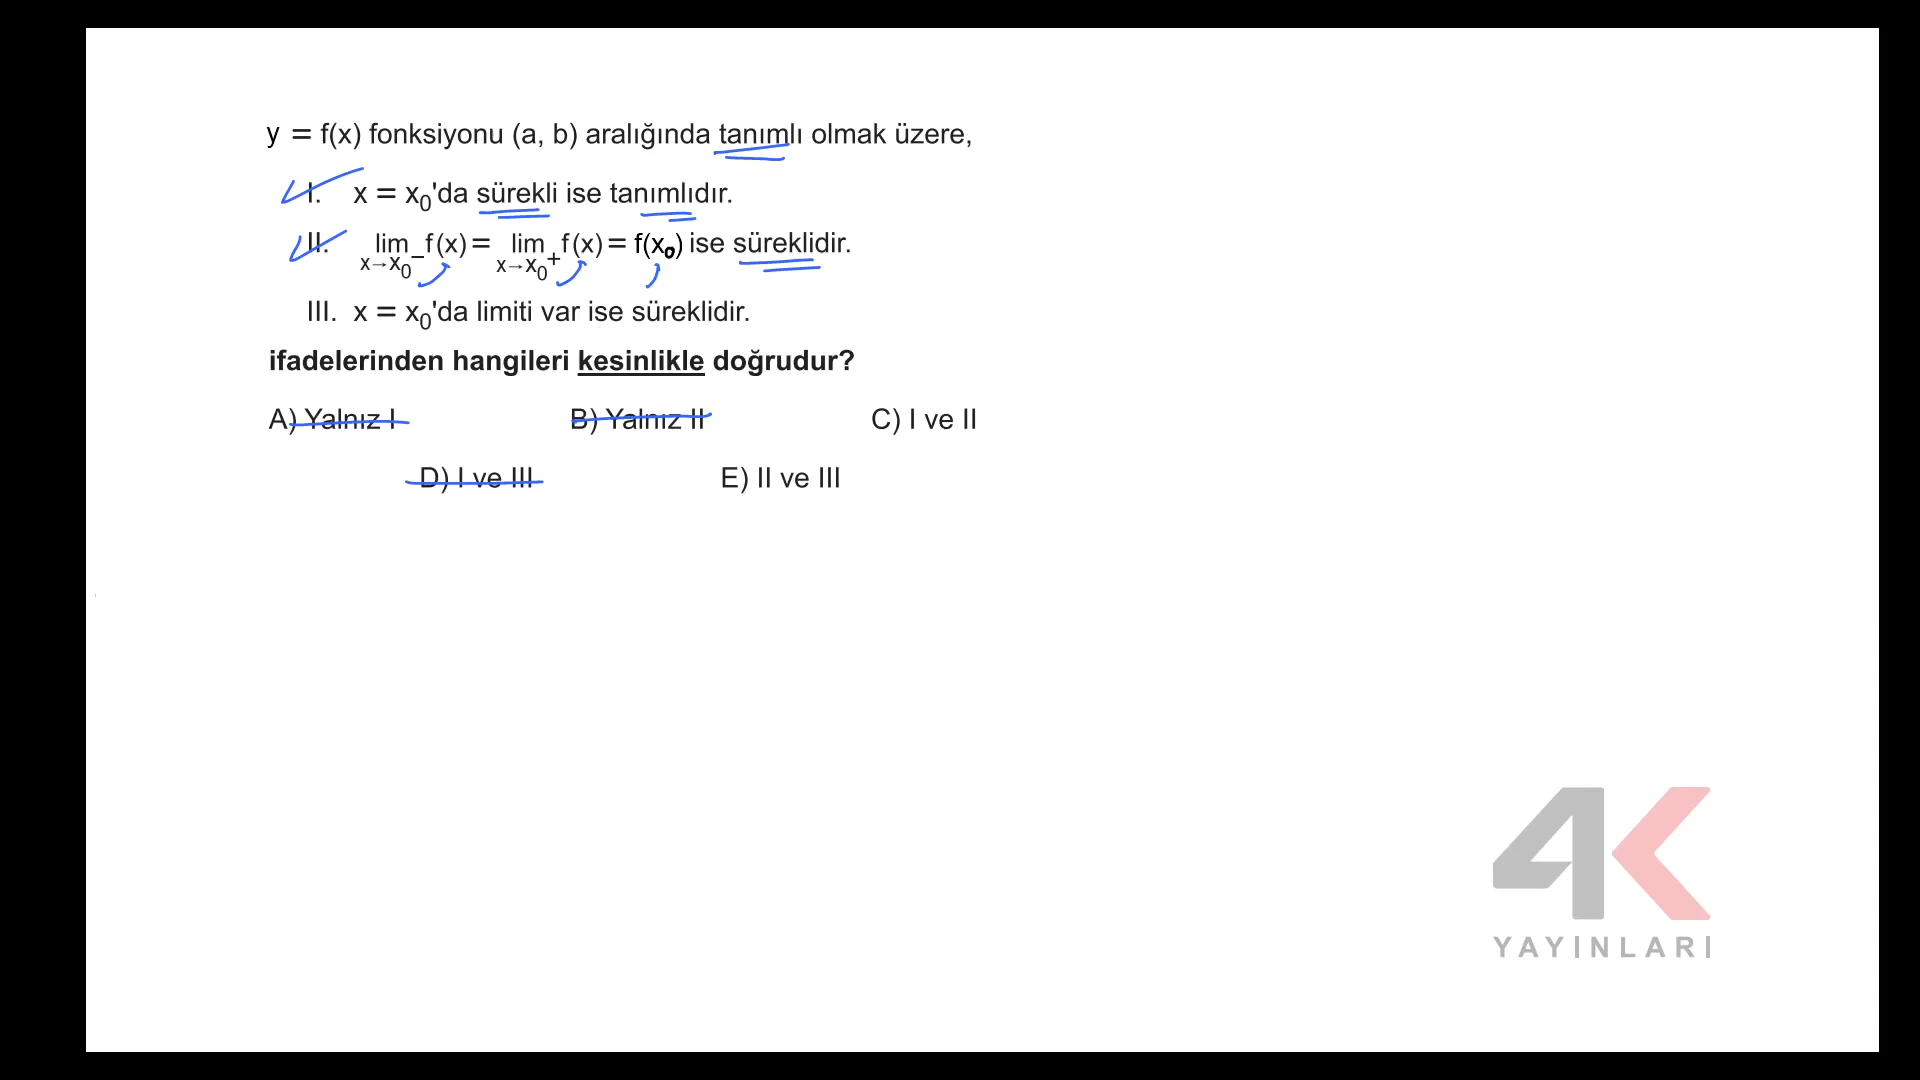 y = f(x) fonksiyonu (a, b) aralığında tanımlı olmak üzere,
I. x = x₀'da sürekli ise tanımlıdır.
II. lim x→x₀⁻ f(x) = lim x→x₀⁺ f(x) = f(x₀) ise süreklidir.
III. x = x₀'da limiti var ise süreklidir.
ifadelerinden hangileri kesinlikle doğrudur?
A) Yalnız I B) Yalnız II C) I ve II
D) I ve III E) II ve III
4K
YAYINLARI